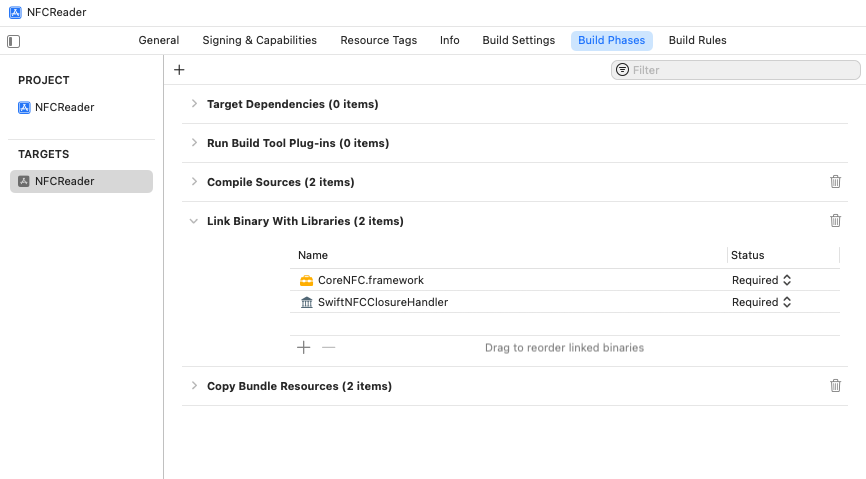 NFCReader
General Signing & Capabilities Resource Tags Info Build Settings Build Phases Build Rules
PROJECT
NFCReader
TARGETS
NFCReader
Filter
Target Dependencies (0 items)
Run Build Tool Plug-ins (0 items)
Compile Sources (2 items)
Link Binary With Libraries (2 items)
Name Status
CoreNFC.framework Required
SwiftNFCClosureHandler Required
Drag to reorder linked binaries
Copy Bundle Resources (2 items)